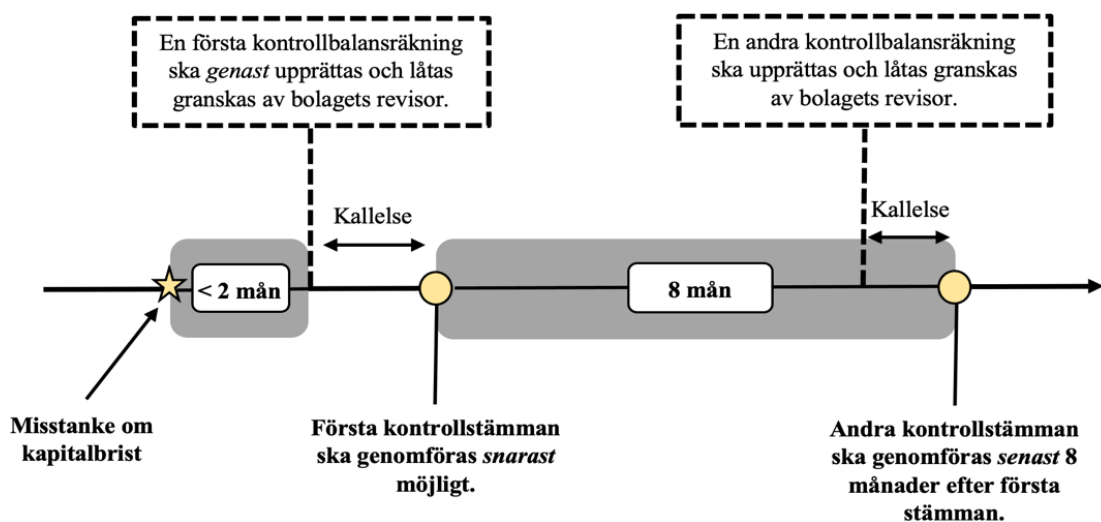 En första kontrollbalansräkning
ska genast upprättas och låtas
granskas av bolagets revisor.
En andra kontrollbalansräkning
ska upprättas och låtas granskas
av bolagets revisor.
Kallelse
Kallelse
< 2 mån
8 mån
Misstanke om
kapitalbrist
Första kontrollstämman
ska genomföras snarast
möjligt.
Andra kontrollstämman
ska genomföras senast 8
månader efter första
stämman.